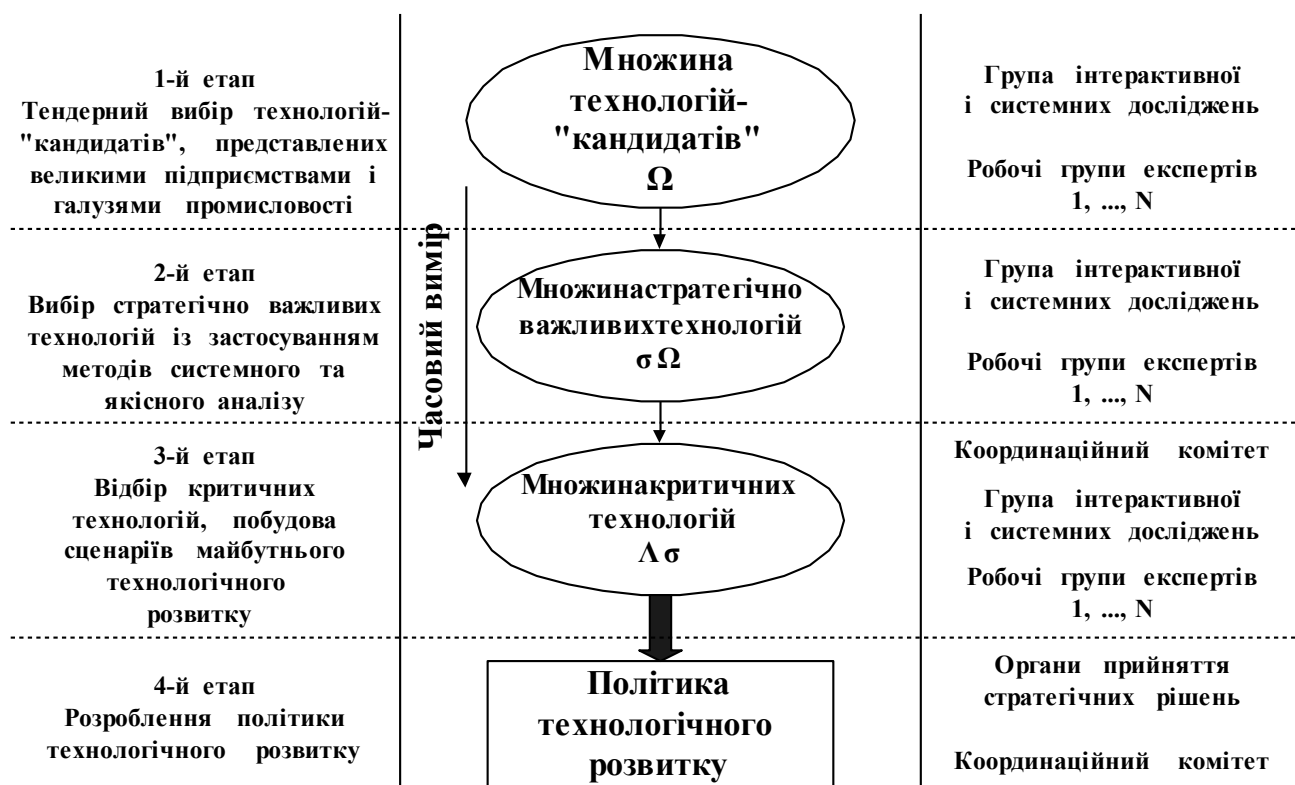 1-й етап
Тендерний вибір технологій-
"кандидатів", представлених
великими підприємствами і
галузями промисловості
Множина
технологій-
"кандидатів"
Ω
Група інтерактивної
і системних досліджень
Робочі групи експертів
1, ..., N
Часовий вимір
2-й етап
Вибір стратегічно важливих
технологій із застосуванням
методів системного та
якісного аналізу
Множинастратегічно
важливихтехнологій
σ Ω
Група інтерактивної
і системних досліджень
Робочі групи експертів
1, ..., N
3-й етап
Відбір критичних
технологій, побудова
сценаріїв майбутнього
технологічного
розвитку
Множинакритичних
технологій
Λ σ
Координаційний комітет
Група інтерактивної
і системних досліджень
Робочі групи експертів
1, ..., N
4-й етап
Розроблення політики
технологічного розвитку
Політика
технологічного
розвитку
Органи прийняття
стратегічних рішень
Координаційний комітет